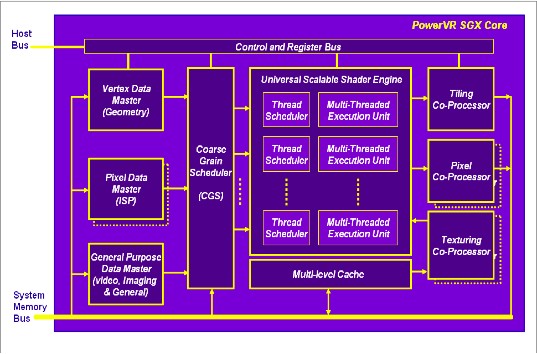 PowerVR SGX Core
Host
Bus
Control and Register Bus
Vertex Data
Master
(Geometry)
Pixel Data
Master
(ISP)
General Purpose
Data Master
(video, Imaging
& General)
Coarse
Grain
Scheduler
(CGS)
Universal Scalable Shader Engine
Thread
Scheduler
Multi-Threaded
Execution Unit
Thread
Scheduler
Multi-Threaded
Execution Unit
Thread
Scheduler
Multi-Threaded
Execution Unit
Multi-level Cache
Tiling
Co-Processor
Pixel
Co-Processor
Texturing
Co-Processor
System
Memory
Bus